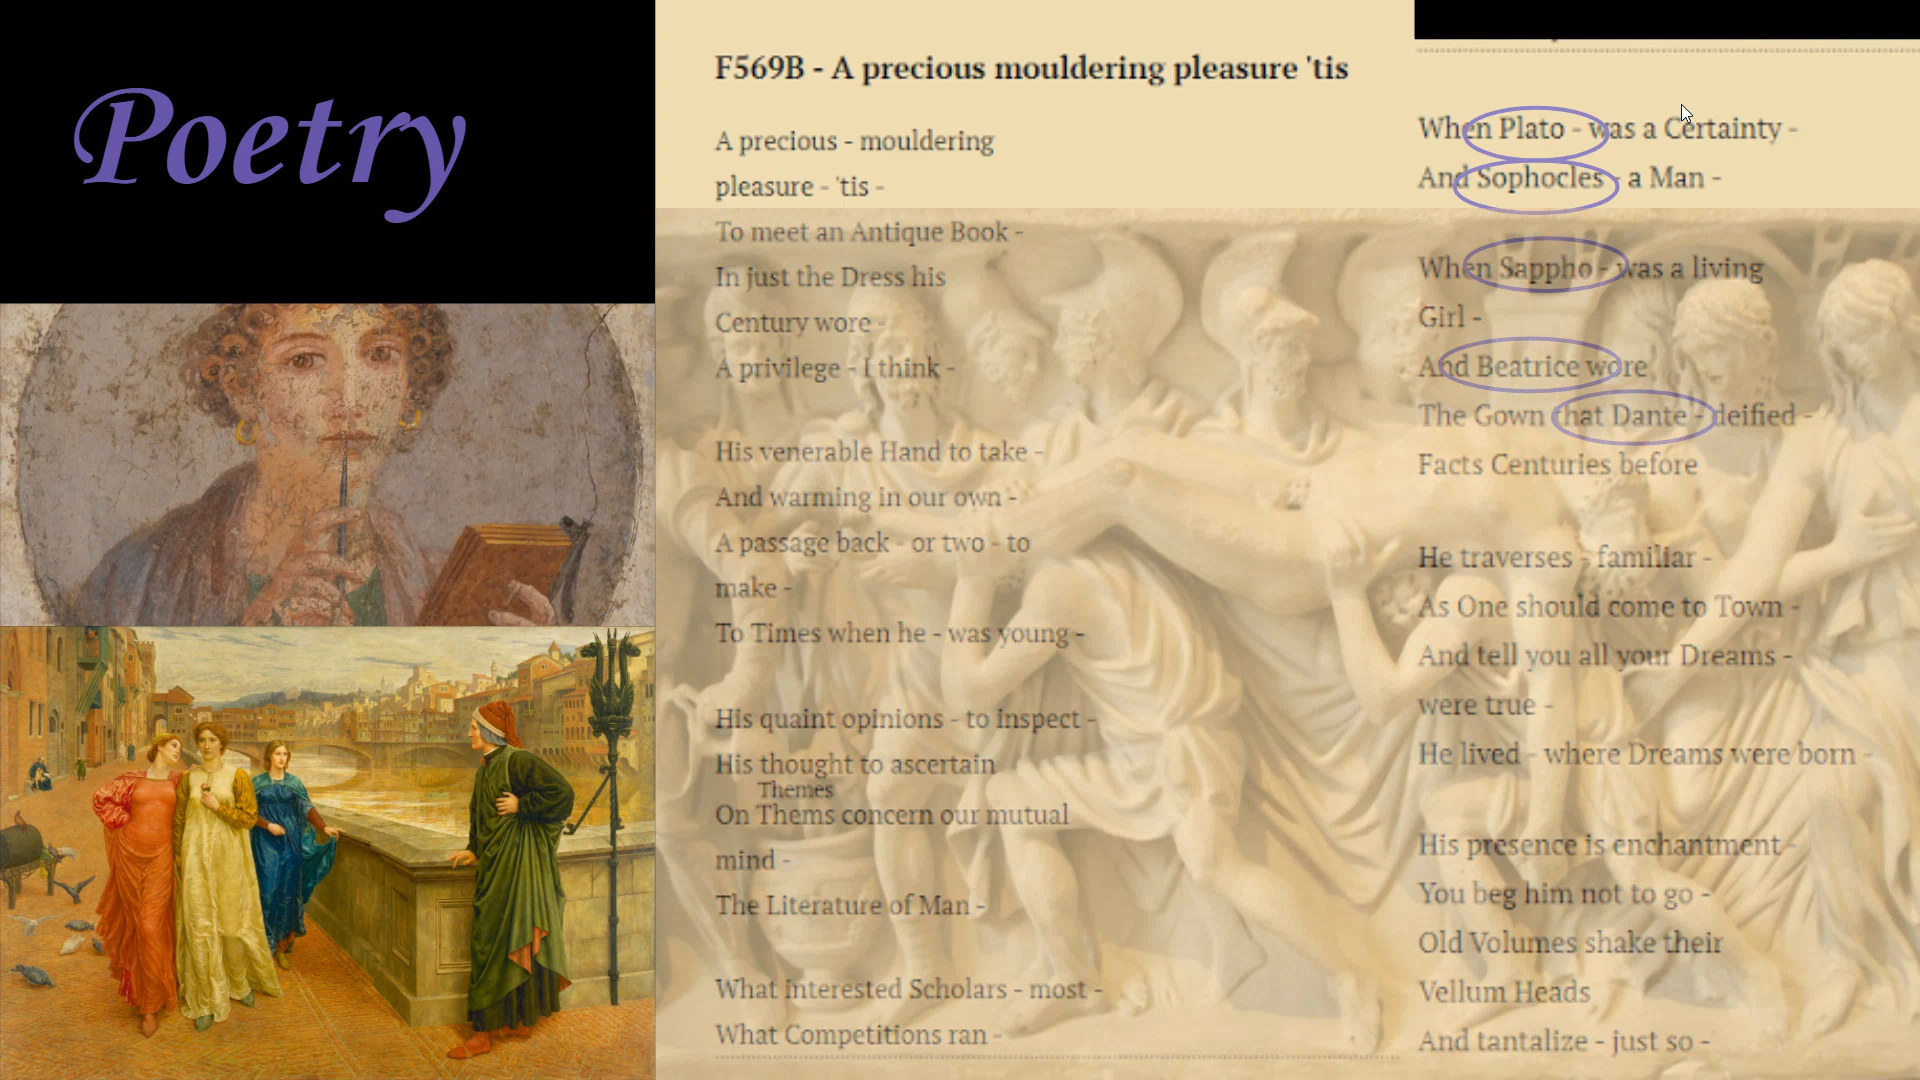 Poetry
F569B - A precious mouldering pleasure 'tis
A precious - mouldering
pleasure - 'tis -
To meet an Antique Book -
In just the Dress his
Century wore -
A privilege - I think -
His venerable Hand to take -
And warming in our own -
A passage back - or two - to
make -
To Times when he - was young -
His quaint opinions - to inspect -
His thought to ascertain
Themes
On Thems concern our mutual
mind -
The Literature of Man -
What interested Scholars - most -
What Competitions ran -
When Plato - was a Certainty -
And Sophocles - a Man -
When Sappho - was a living
Girl -
And Beatrice wore
The Gown that Dante - deified -
Facts Centuries before
He traverses - familiar -
As One should come to Town -
And tell you all your Dreams -
were true -
He lived - where Dreams were born -
His presence is enchantment -
You beg him not to go -
Old Volumes shake their
Vellum Heads
And tantalize - just so -